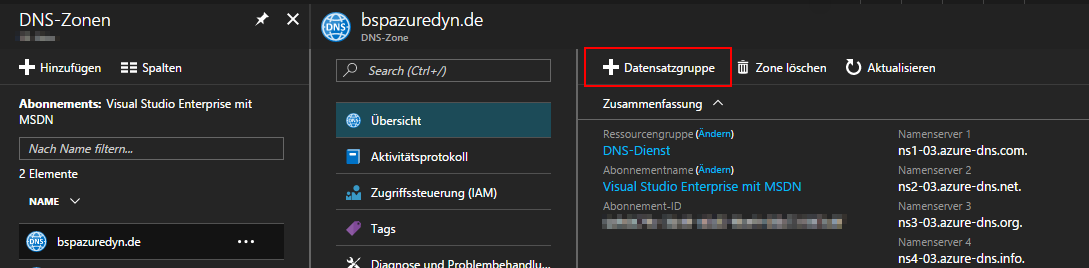 DNS-Zonen
Hinzufügen
Spalten
Abonnements: Visual Studio Enterprise mit
MSDN
Nach Name filtern...
2 Elemente
NAME
DNS
bspazuredyn.de
...
DNS
bspazuredyn.de
DNS-Zone
Search (Ctrl+/)
DNS
Übersicht
Aktivitätsprotokoll
Zugriffssteuerung (IAM)
Tags
Diagnose und Problembehandlu...
Datensatzgruppe
Zone löschen
Aktualisieren
Zusammenfassung
Ressourcengruppe (Ändern)
DNS-Dienst
Abonnementname (Ändern)
Visual Studio Enterprise mit MSDN
Abonnement-ID
Namenserver 1
ns1-03.azure-dns.com.
Namenserver 2
ns2-03.azure-dns.net.
Namenserver 3
ns3-03.azure-dns.org.
Namenserver 4
ns4-03.azure-dns.info.